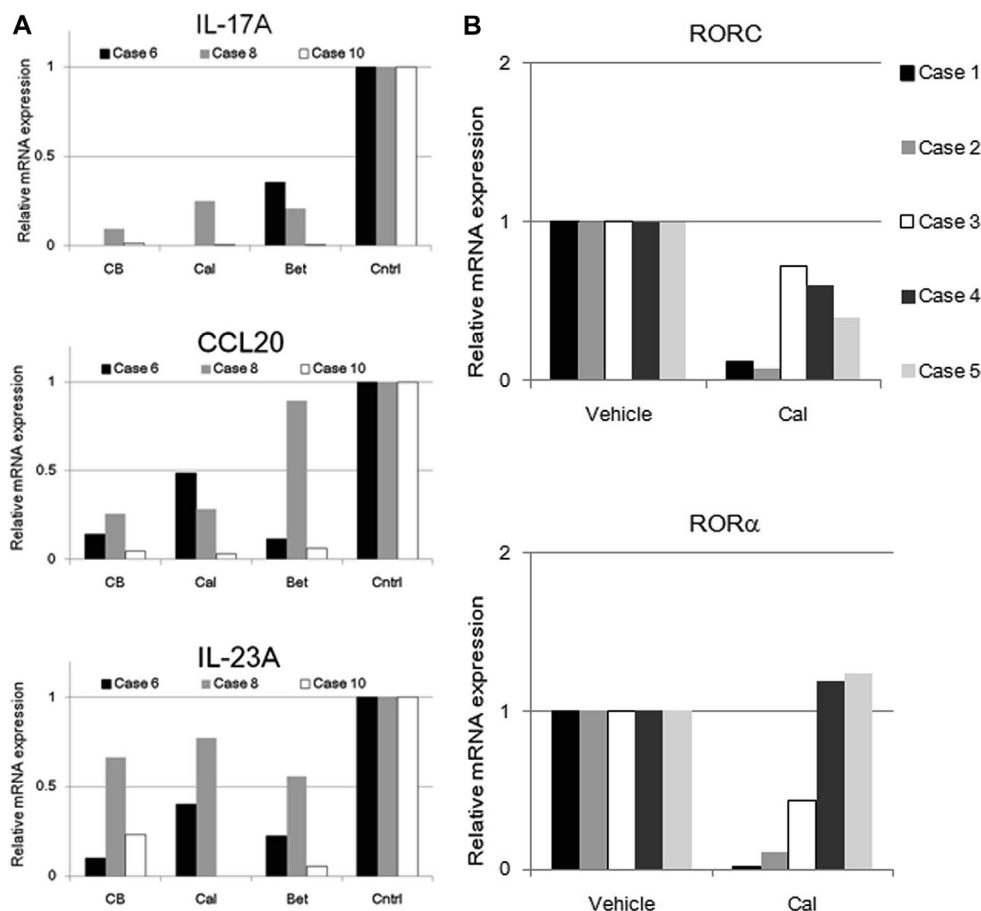 A
IL-17A
Case 6 Case 8 Case 10
Relative mRNA expression
1
0.5
0
CB Cal Bet Cntrl
CCL20
Case 6 Case 8 Case 10
Relative mRNA expression
1
0.5
0
CB Cal Bet Cntrl
IL-23A
Case 6 Case 8 Case 10
Relative mRNA expression
1
0.5
0
CB Cal Bet Cntrl
B
RORC
Relative mRNA expression
2
1
0
Vehicle Cal
Case 1
Case 2
Case 3
Case 4
Case 5
RORα
Relative mRNA expression
2
1
0
Vehicle Cal